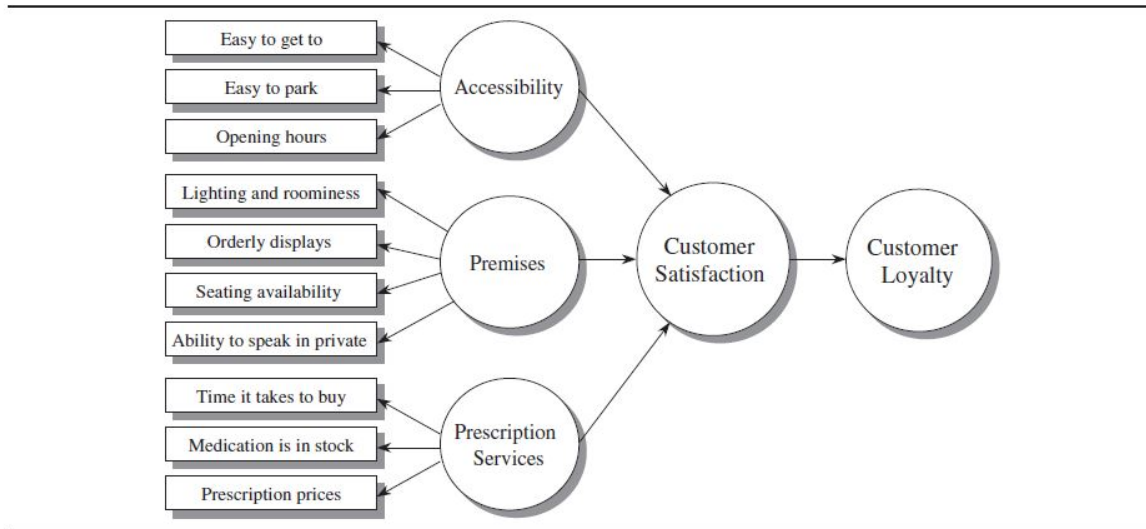 Easy to get to
Easy to park
Opening hours
Accessibility
Lighting and roominess
Orderly displays
Seating availability
Ability to speak in private
Premises
Time it takes to buy
Medication is in stock
Prescription prices
Prescription
Services
Customer
Satisfaction
Customer
Loyalty